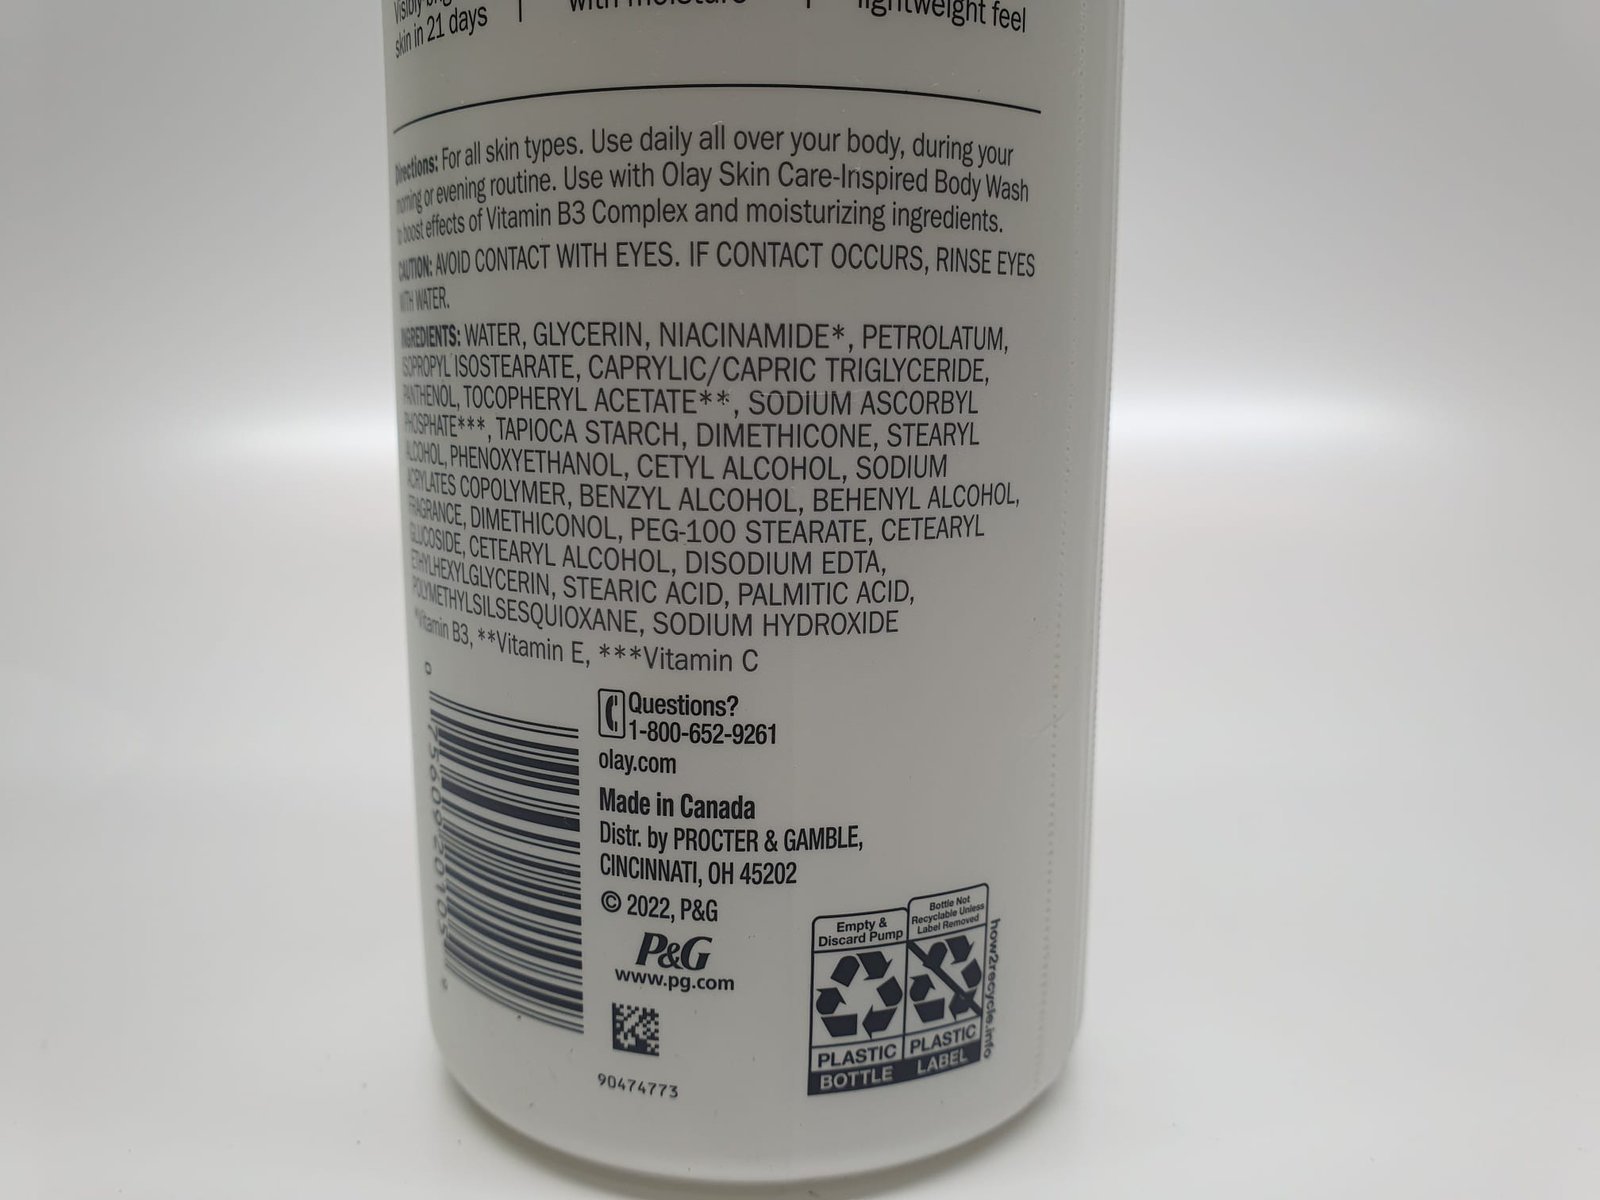 skin in 21 days
with moisture
lightweight feel
Directions: For all skin types. Use daily all over your body, during your
morning or evening routine. Use with Olay Skin Care-Inspired Body Wash
to boost effects of Vitamin B3 Complex and moisturizing ingredients.
CAUTION: AVOID CONTACT WITH EYES. IF CONTACT OCCURS, RINSE EYES
WITH WATER.
INGREDIENTS: WATER, GLYCERIN, NIACINAMIDE*, PETROLATUM,
ISOPROPYL ISOSTEARATE, CAPRYLIC/CAPRIC TRIGLYCERIDE,
PANTHENOL, TOCOPHERYL ACETATE**, SODIUM ASCORBYL
PHOSPHATE***, TAPIOCA STARCH, DIMETHICONE, STEARYL
ALCOHOL, PHENOXYETHANOL, CETYL ALCOHOL, SODIUM
ACRYLATES COPOLYMER, BENZYL ALCOHOL, BEHENYL ALCOHOL,
FRAGRANCE, DIMETHICONOL, PEG-100 STEARATE, CETEARYL
GLUCOSIDE, CETEARYL ALCOHOL, DISODIUM EDTA,
ETHYLHEXYLGLYCERIN, STEARIC ACID, PALMITIC ACID,
POLYMETHYLSILSESQUIOXANE, SODIUM HYDROXIDE
*Vitamin B3, **Vitamin E, ***Vitamin C
Questions?
1-800-652-9261
olay.com
Made in Canada
Distr. by PROCTER & GAMBLE,
CINCINNATI, OH 45202
© 2022, P&G
P&G
www.pg.com
90474773
Empty &
Discard Pump
PLASTIC
BOTTLE
Bottle Not
Recyclable Unless
Label Removed
PLASTIC
LABEL
how2recycle.info